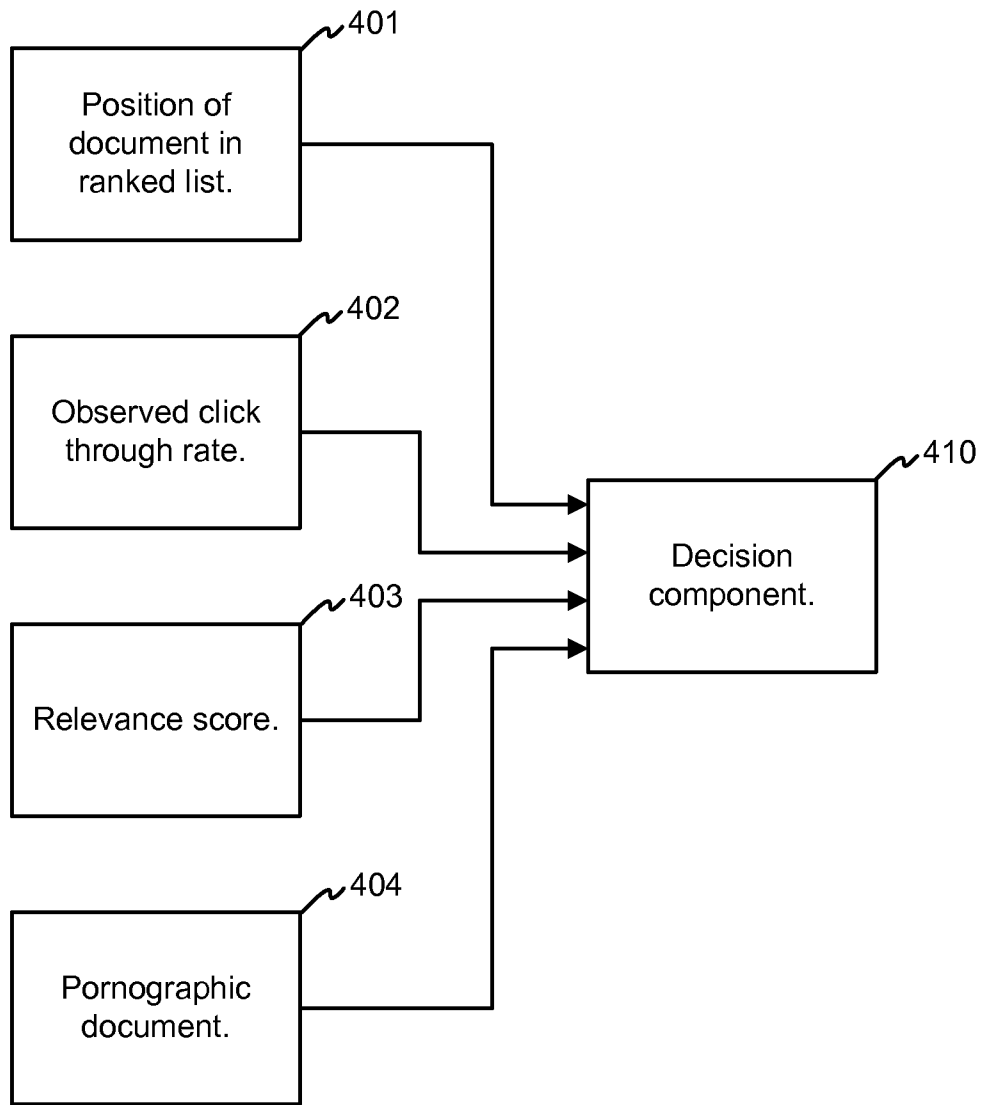 401
Position of
document in
ranked list.
402
Observed click
through rate.
403
Relevance score.
404
Pornographic
document.
410
Decision
component.